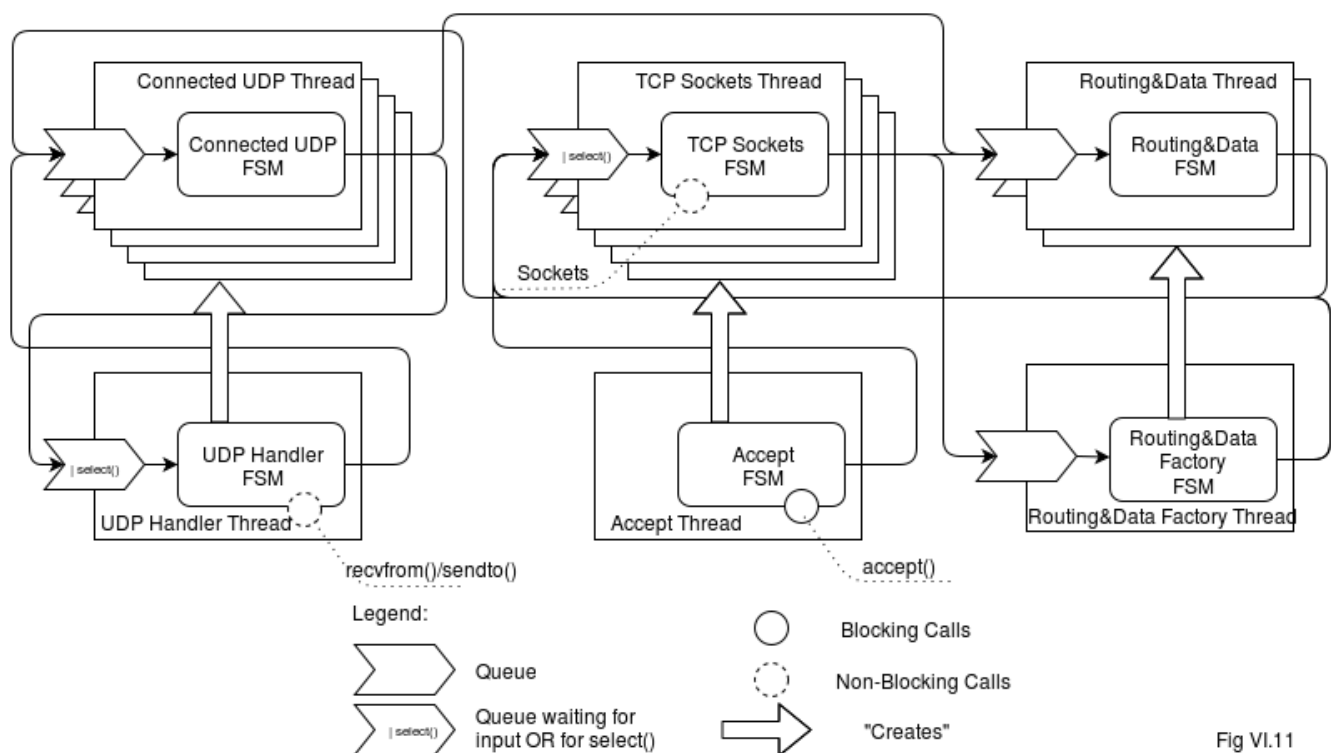 Connected UDP Thread
TCP Sockets Thread
Routing&Data Thread
Connected UDP
FSM
| select()
TCP Sockets
FSM
Routing&Data
FSM
Sockets
| select()
UDP Handler
FSM
UDP Handler Thread
Accept
FSM
Accept Thread
Routing&Data
Factory
FSM
Routing&Data Factory Thread
recvfrom()/sendto()
accept()
Legend:
Queue
| select()
Queue waiting for
input OR for select()
Blocking Calls
Non-Blocking Calls
"Creates"
Fig VI.11